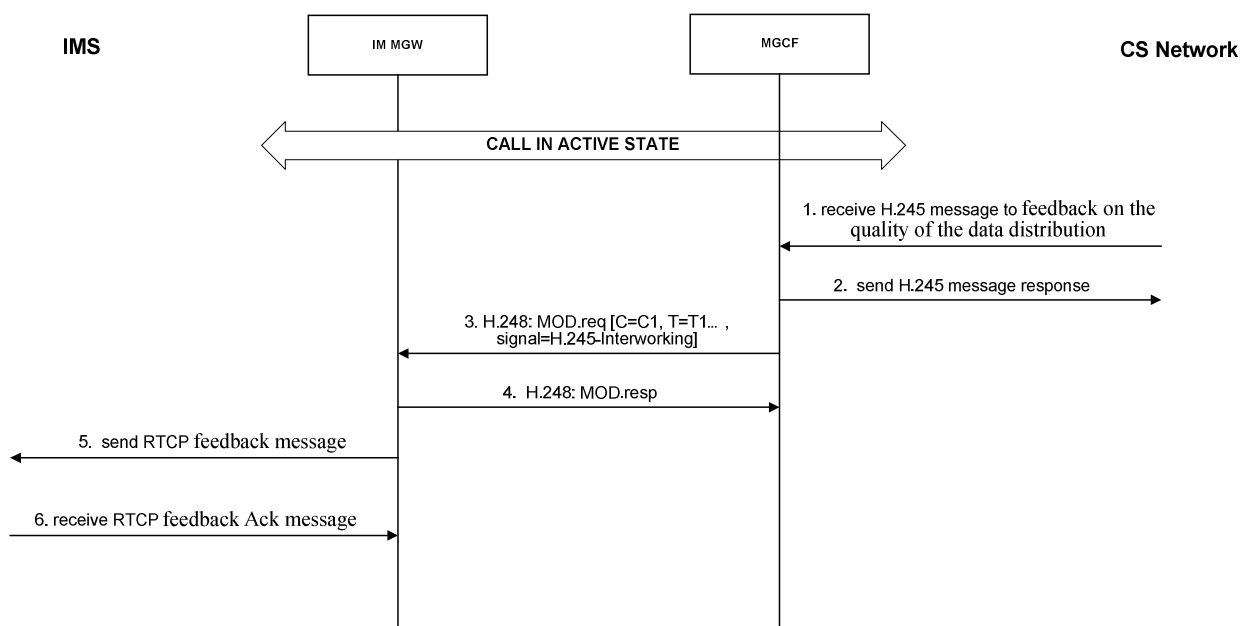 IMS
IM MGW
MGCF
CS Network
CALL IN ACTIVE STATE
1. receive H.245 message to feedback on the
quality of the data distribution
2. send H.245 message response
3. H.248: MOD.req [C=C1, T=T1... ,
signal=H.245-Interworking]
4. H.248: MOD.resp
5. send RTCP feedback message
6. receive RTCP feedback Ack message